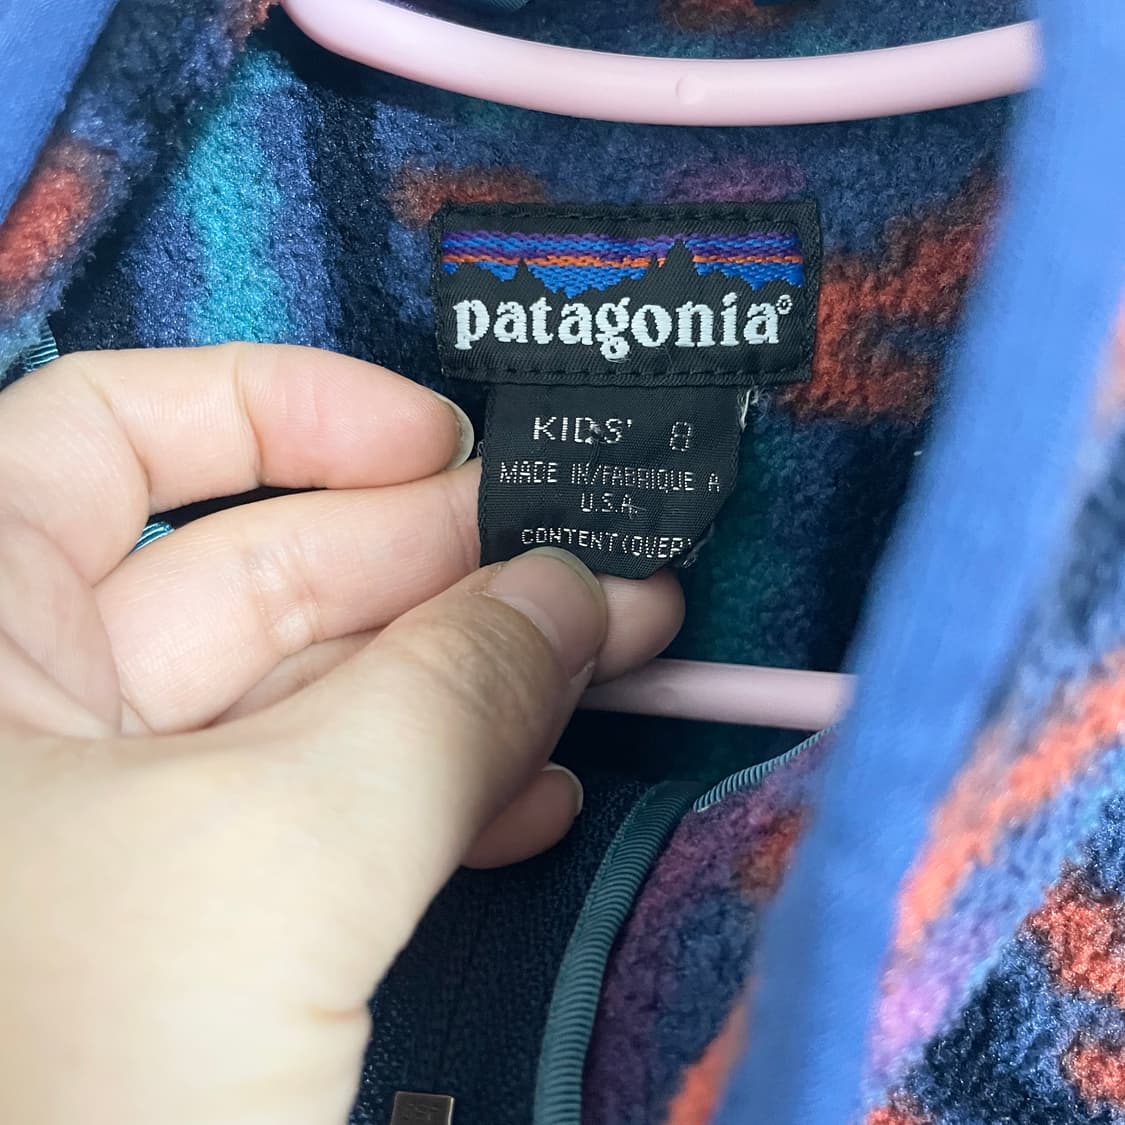 patagonia®
KIDS' 8
MADE IN/FABRIQUE A
U.S.A.
CONTENT (OVER)